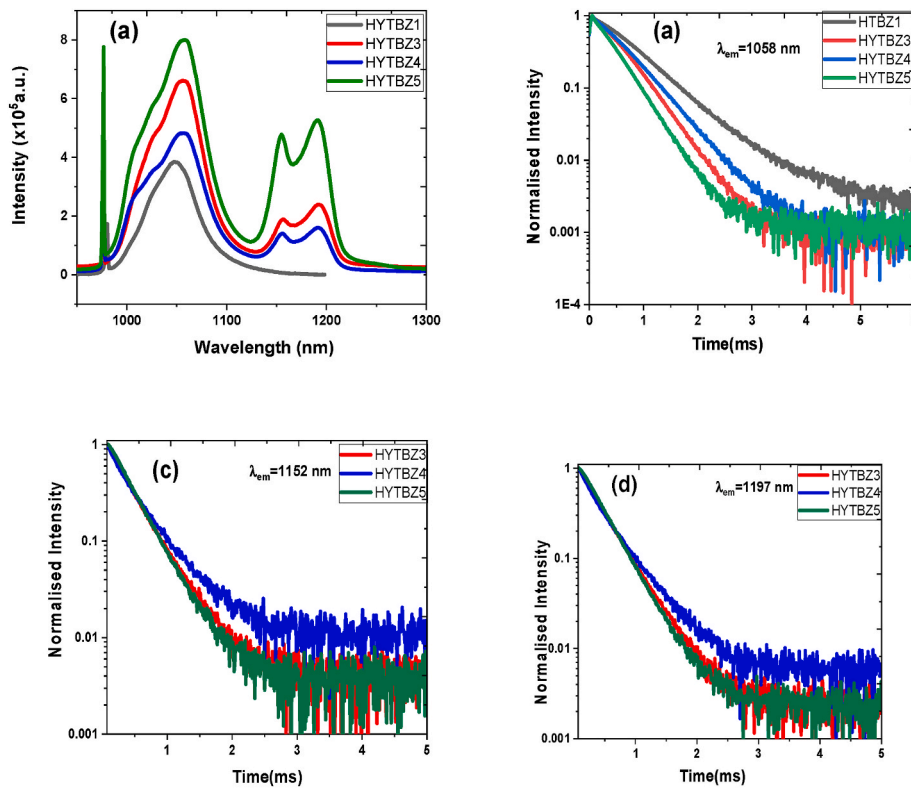 (a)
HYTBZ1
HYTBZ3
HYTBZ4
HYTBZ5
Intensity (x10⁵a.u.)
8
6
4
2
0
1000 1100 1200 1300
Wavelength (nm)
(a)
λem=1058 nm
HTBZ1
HYTBZ3
HYTBZ4
HYTBZ5
Normalised Intensity
1
0.1
0.01
0.001
1E-4
0 1 2 3 4 5
Time(ms)
(c)
λem=1152 nm
HYTBZ3
HYTBZ4
HYTBZ5
Normalised Intensity
1
0.1
0.01
0.001
1 2 3 4 5
Time(ms)
(d)
λem=1197 nm
HYTBZ3
HYTBZ4
HYTBZ5
Normalised Intensity
1
0.1
0.01
0.001
1 2 3 4 5
Time(ms)